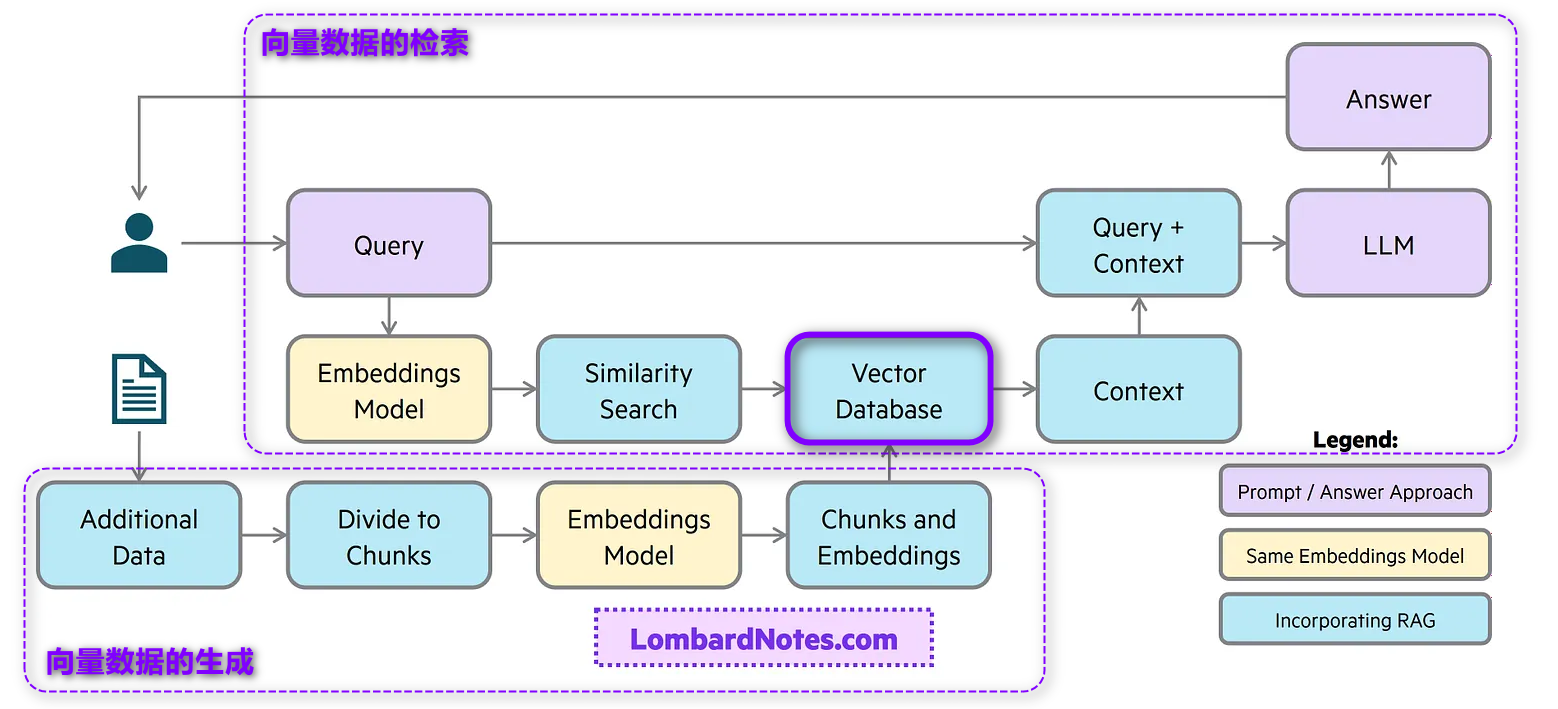 向量数据的检索
Answer
Query
Query +
Context
LLM
Embeddings
Model
Similarity
Search
Vector
Database
Context
Legend:
Prompt / Answer Approach
Same Embeddings Model
Incorporating RAG
Additional
Data
Divide to
Chunks
Embeddings
Model
Chunks and
Embeddings
LombardNotes.com
向量数据的生成